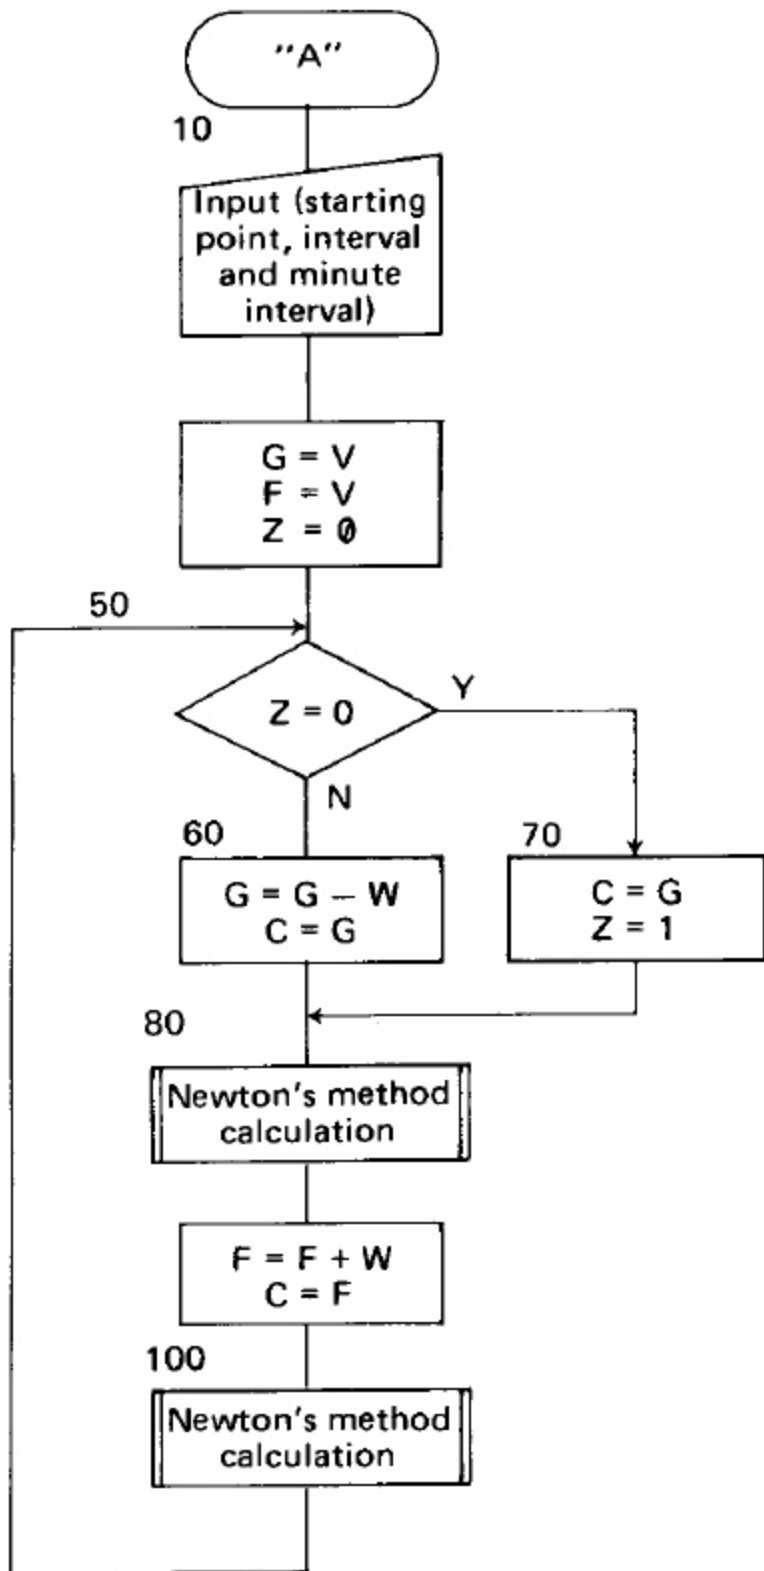 "A"
10
Input (starting
point, interval
and minute
interval)
G = V
F = V
Z = 0
50
Z = 0
Y
N
60
G = G – W
C = G
70
C = G
Z = 1
80
Newton's method
calculation
F = F + W
C = F
100
Newton's method
calculation